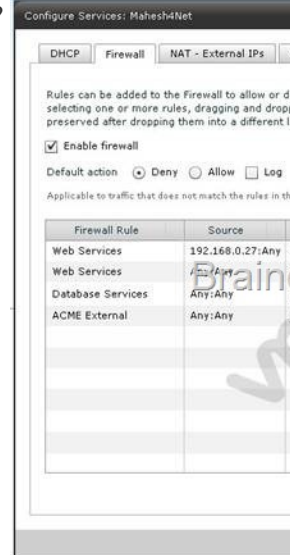 Configure Services: Mahesh4Net
DHCP Firewall NAT - External IPs
Rules can be added to the Firewall to allow or d
selecting one or more rules, dragging and drop
preserved after dropping them into a different l
Enable firewall
Default action Deny Allow Log
Applicable to traffic that does not match the rules in th
Firewall Rule Source
Web Services 192.168.0.27:Any
Web Services Any:Any
Database Services Any:Any
ACME External Any:Any
Brain